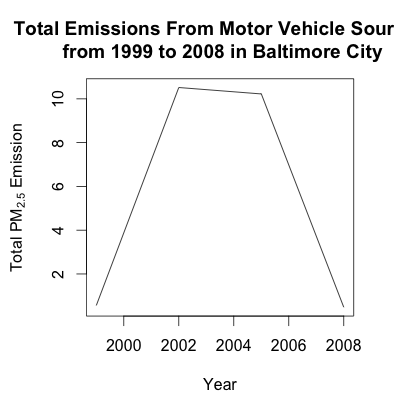 Total Emissions From Motor Vehicle Sour
from 1999 to 2008 in Baltimore City
10
8
6
4
2
Total PM2.5 Emission
2000 2002 2004 2006 2008
Year